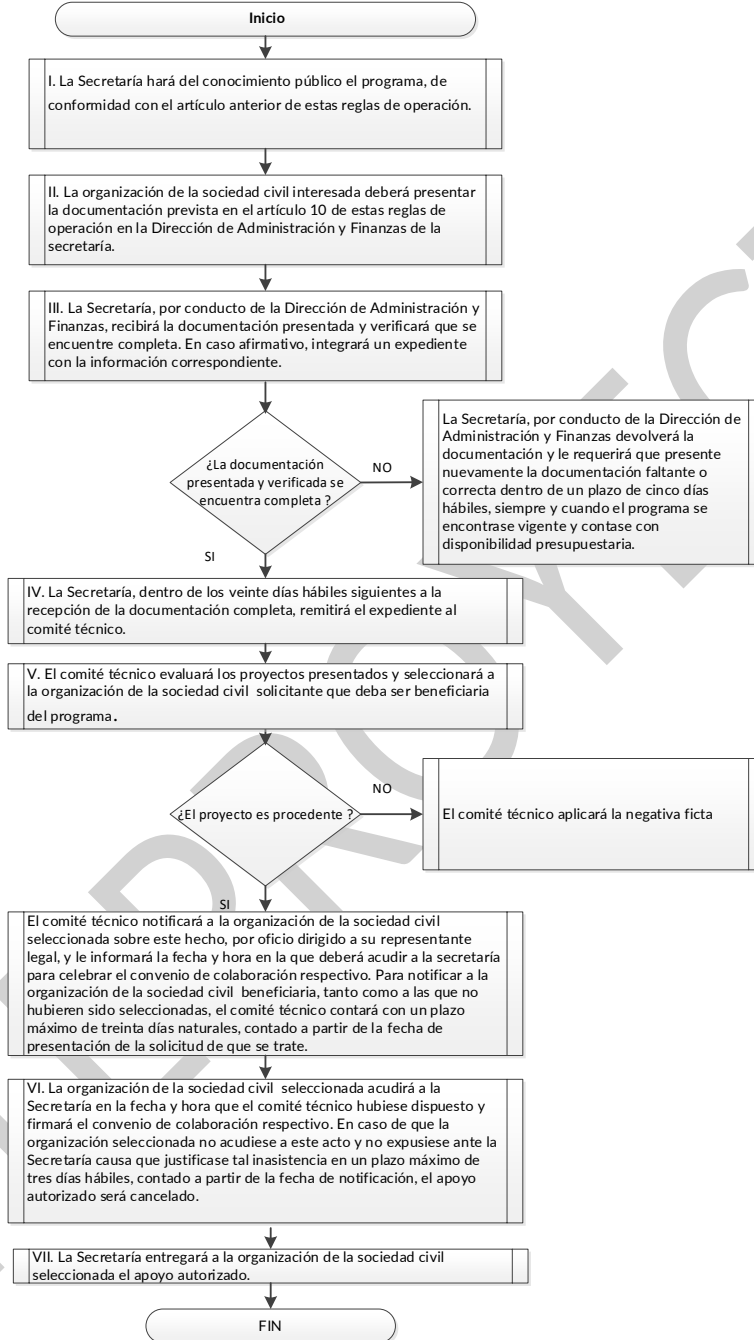 Inicio
I. La Secretaría hará del conocimiento público el programa, de
conformidad con el artículo anterior de estas reglas de operación.
II. La organización de la sociedad civil interesada deberá presentar
la documentación prevista en el artículo 10 de estas reglas de
operación en la Dirección de Administración y Finanzas de la
secretaría.
III. La Secretaría, por conducto de la Dirección de Administración y
Finanzas, recibirá la documentación presentada y verificará que se
encuentre completa. En caso afirmativo, integrará un expediente
con la información correspondiente.
¿La documentación
presentada y verificada se
encuentra completa ?
NO
La Secretaría, por conducto de la Dirección de
Administración y Finanzas devolverá la
documentación y le requerirá que presente
nuevamente la documentación faltante o
correcta dentro de un plazo de cinco días
hábiles, siempre y cuando el programa se
encontrase vigente y contase con
disponibilidad presupuestaria.
SI
IV. La Secretaría, dentro de los veinte días hábiles siguientes a la
recepción de la documentación completa, remitirá el expediente al
comité técnico.
V. El comité técnico evaluará los proyectos presentados y seleccionará a
la organización de la sociedad civil solicitante que deba ser beneficiaria
del programa.
¿El proyecto es procedente ?
NO
El comité técnico aplicará la negativa ficta
SI
El comité técnico notificará a la organización de la sociedad civil
seleccionada sobre este hecho, por oficio dirigido a su representante
legal, y le informará la fecha y hora en la que deberá acudir a la secretaría
para celebrar el convenio de colaboración respectivo. Para notificar a la
organización de la sociedad civil beneficiaria, tanto como a las que no
hubieren sido seleccionadas, el comité técnico contará con un plazo
máximo de treinta días naturales, contado a partir de la fecha de
presentación de la solicitud de que se trate.
VI. La organización de la sociedad civil seleccionada acudirá a la
Secretaría en la fecha y hora que el comité técnico hubiese dispuesto y
firmará el convenio de colaboración respectivo. En caso de que la
organización seleccionada no acudiese a este acto y no expusiese ante la
Secretaría causa que justificase tal inasistencia en un plazo máximo de
tres días hábiles, contado a partir de la fecha de notificación, el apoyo
autorizado será cancelado.
VII. La Secretaría entregará a la organización de la sociedad civil
seleccionada el apoyo autorizado.
FIN